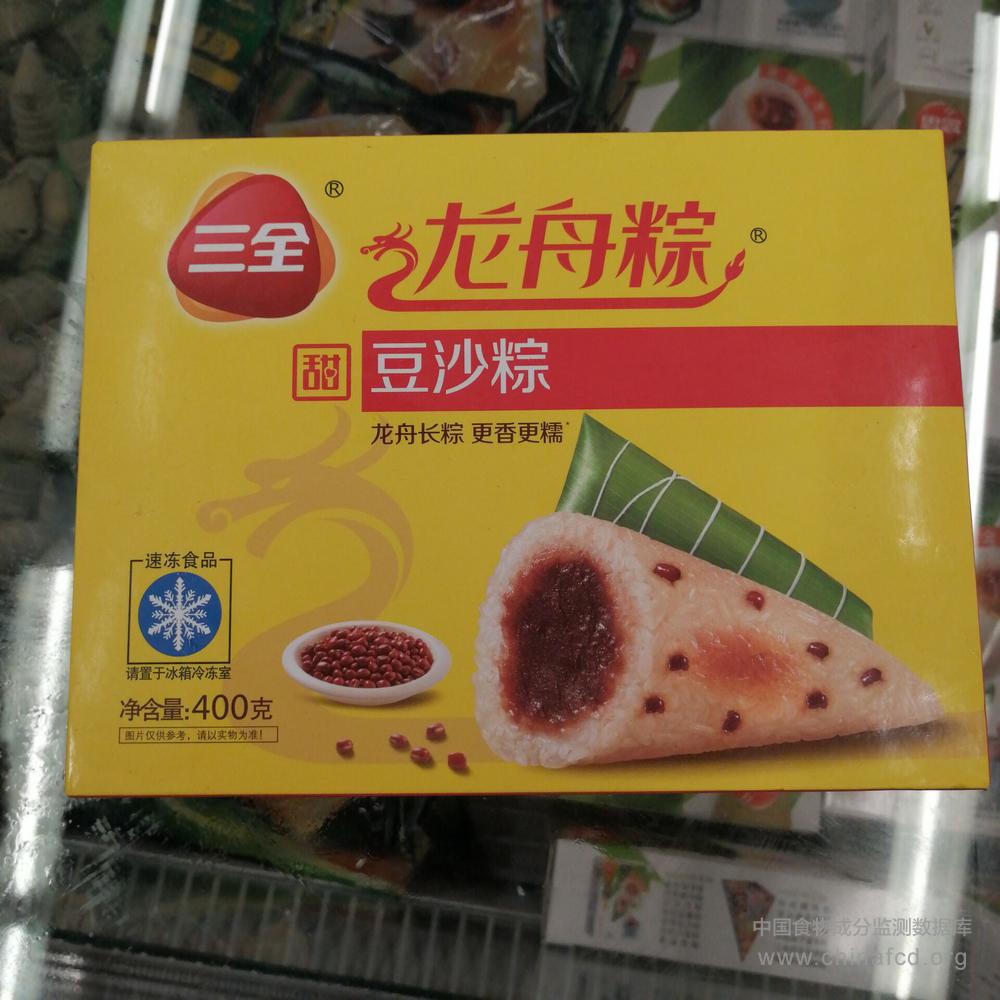 三全
®
龙舟粽
®
甜
豆沙粽
龙舟长粽 更香更糯*
速冻食品
请置于冰箱冷冻室
净含量:400克
图片仅供参考，请以实物为准!
中国食物成分监测数据库
www.chinafcd.org